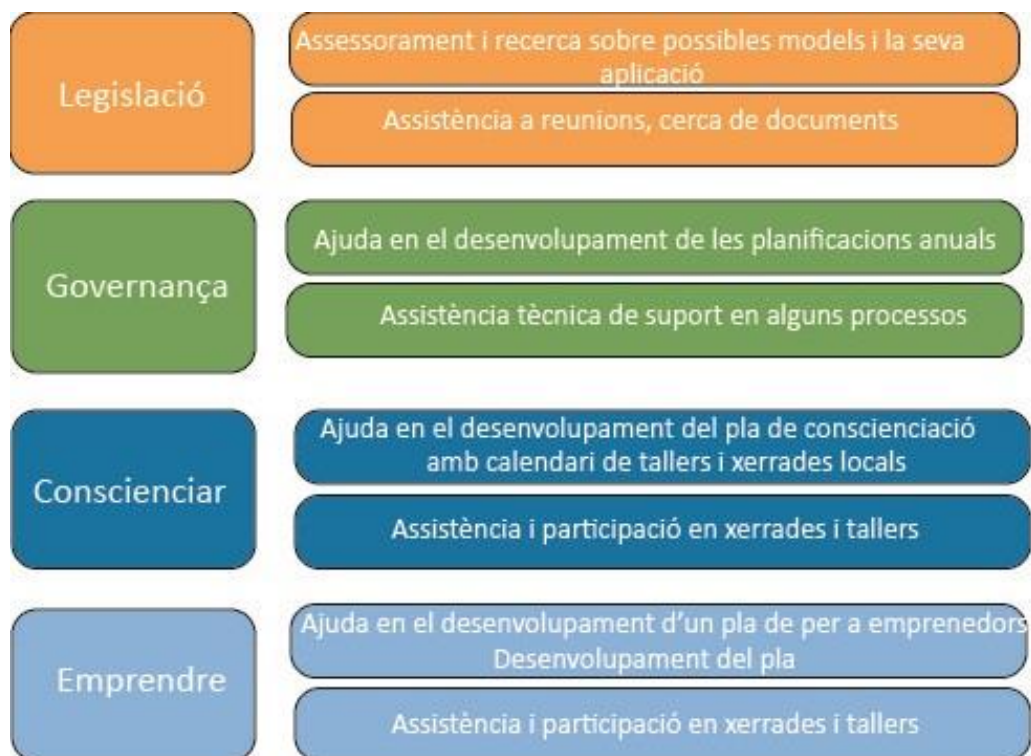 Legislació
Assessorament i recerca sobre possibles models i la seva
aplicació
Assistència a reunions, cerca de documents
Governança
Ajuda en el desenvolupament de les planificacions anuals
Assistència tècnica de suport en alguns processos
Conscienciar
Ajuda en el desenvolupament del pla de conscienciació
amb calendari de tallers i xerrades locals
Assistència i participació en xerrades i tallers
Emprendre
Ajuda en el desenvolupament d’un pla de per a emprenedors
Desenvolupament del pla
Assistència i participació en xerrades i tallers